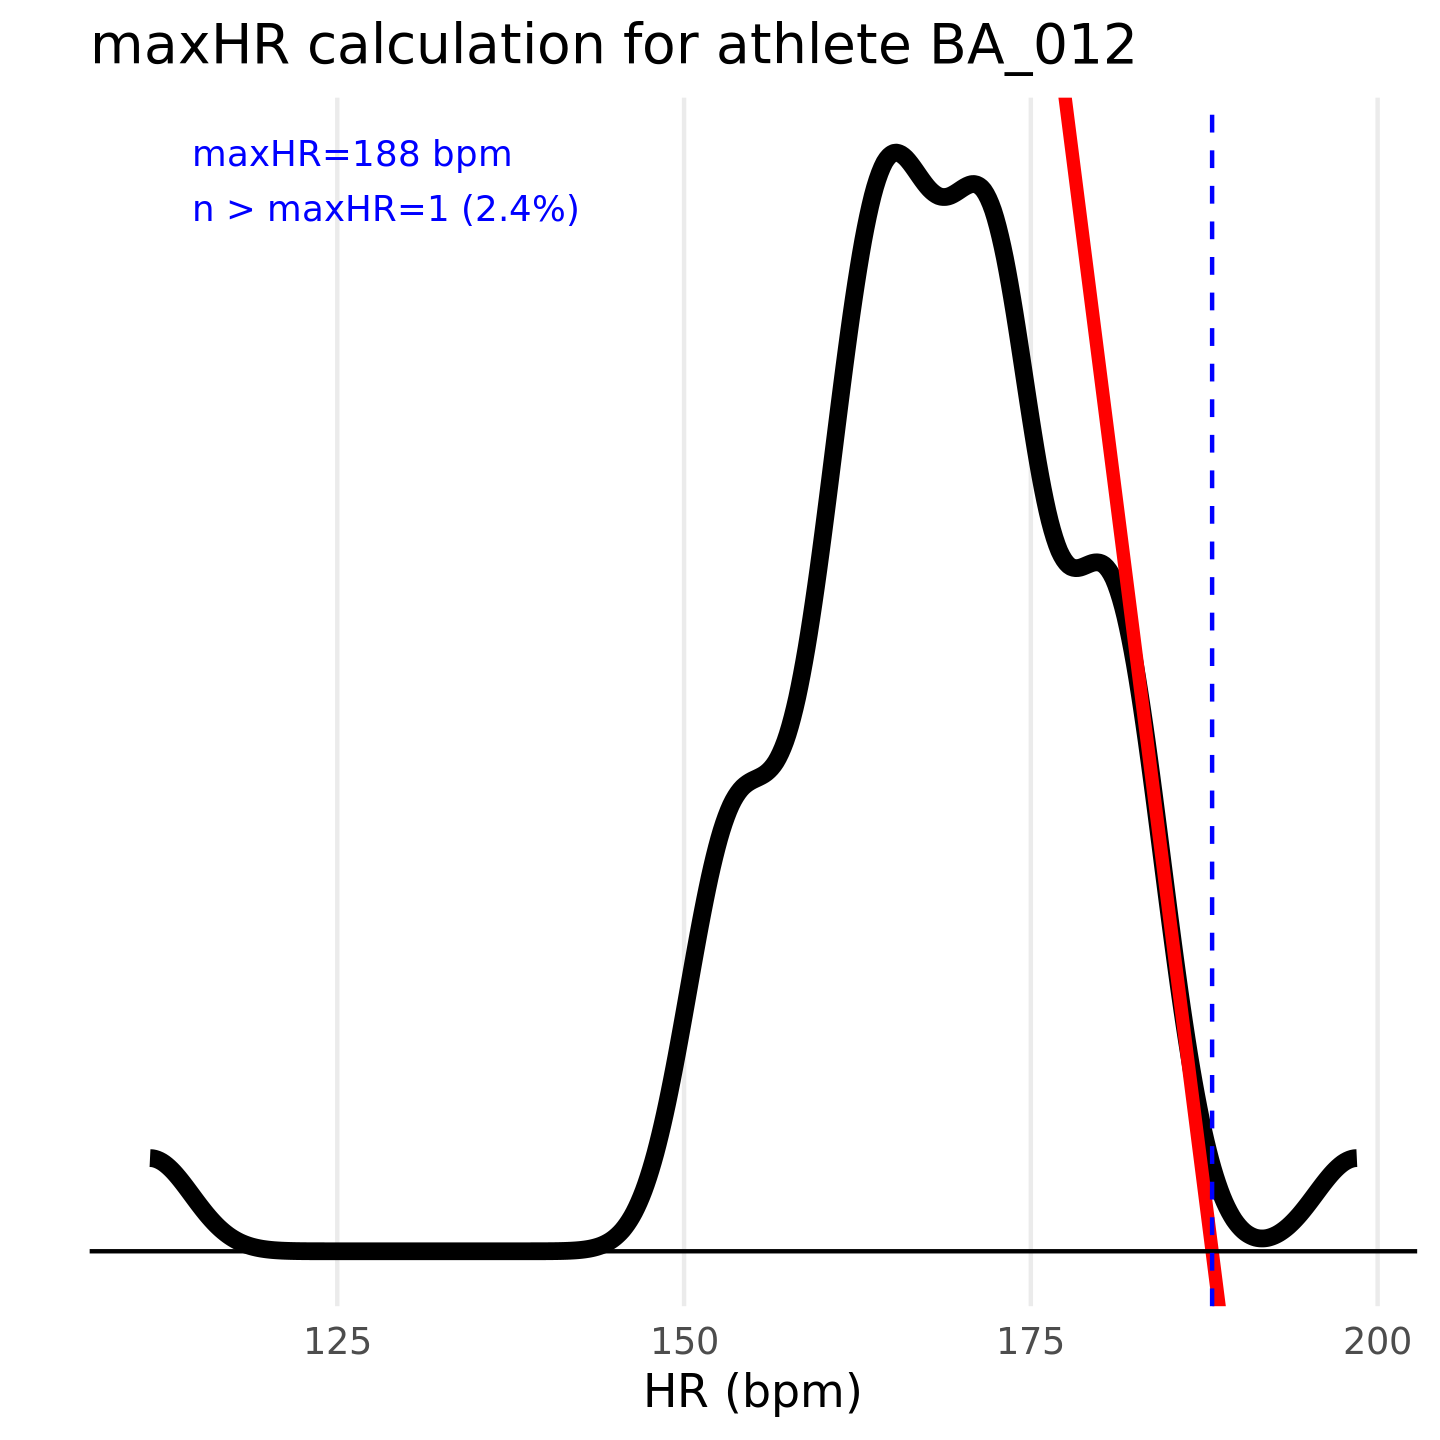 maxHR calculation for athlete BA_012
maxHR=188 bpm
n > maxHR=1 (2.4%)
125 150 175 200
HR (bpm)